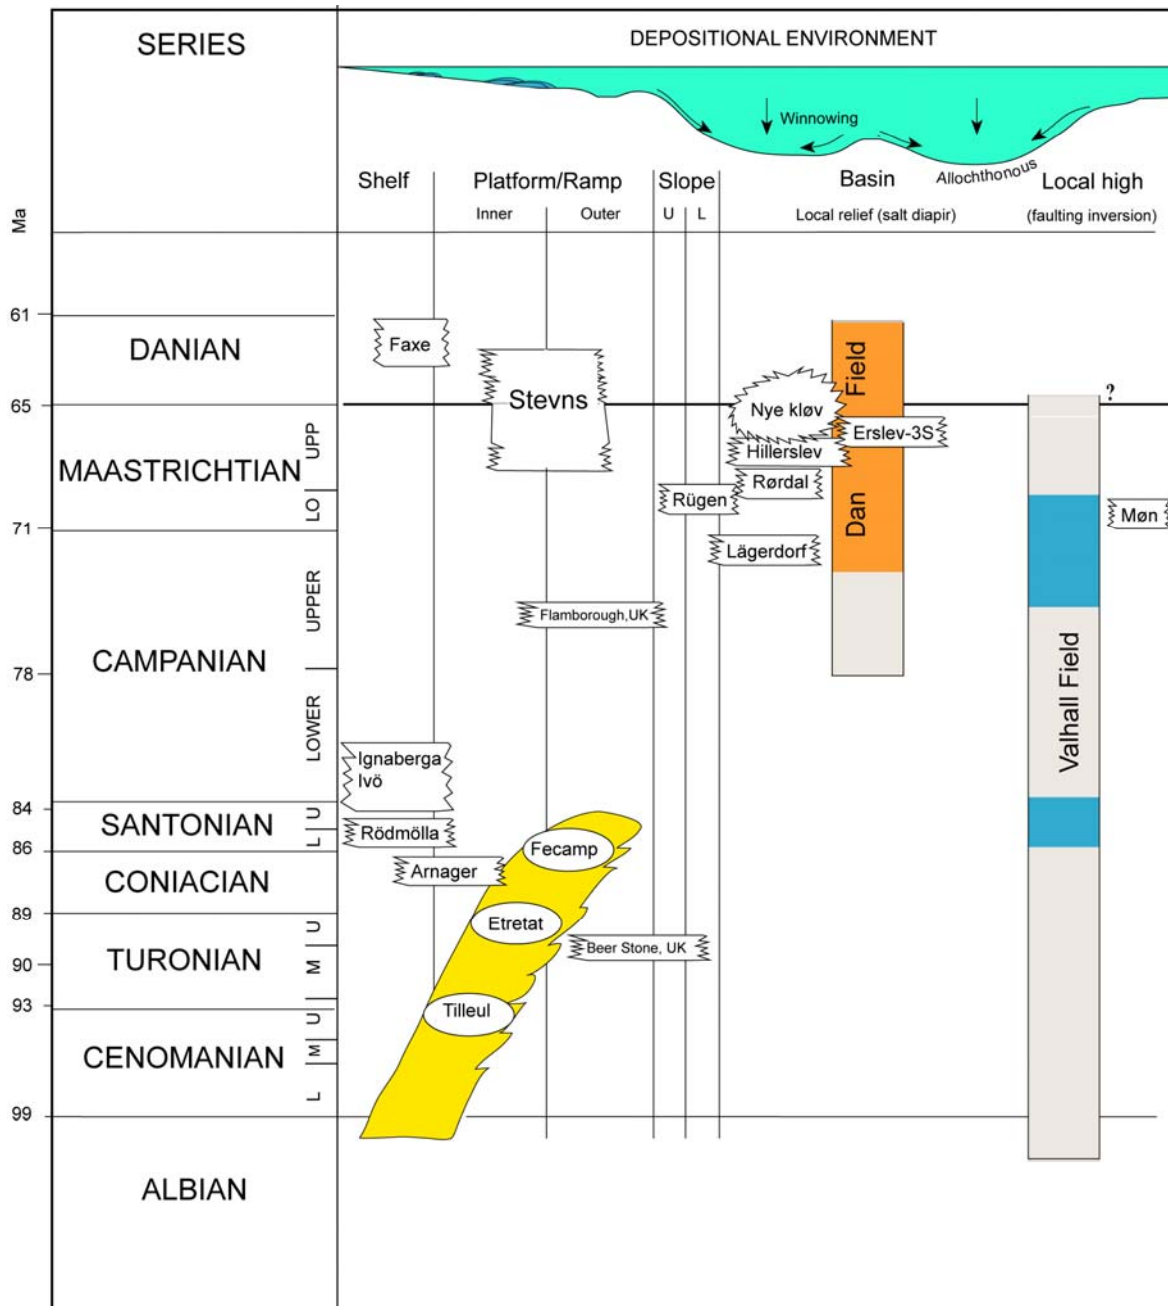 SERIES
DEPOSITIONAL ENVIRONMENT
Winnowing
Allochthonous
Shelf
Platform/Ramp
Slope
Basin
Local high
Inner
Outer
U
L
Local relief (salt diapir)
(faulting inversion)
Ma
61
DANIAN
Faxe
Stevns
Field
65
?
Nye kløv
Erslev-3S
UPP
MAASTRICHTIAN
Hillerslev
Rørdal
LO
Rügen
Dan
Møn
71
Lägerdorf
UPPER
Flamborough,UK
CAMPANIAN
78
Valhall Field
LOWER
Ignaberga
Ivö
84
SANTONIAN
U
L
Rödmölla
Fecamp
86
CONIACIAN
Arnager
89
U
Etretat
TURONIAN
M
Beer Stone, UK
90
93
Tilleul
U
CENOMANIAN
M
L
99
ALBIAN